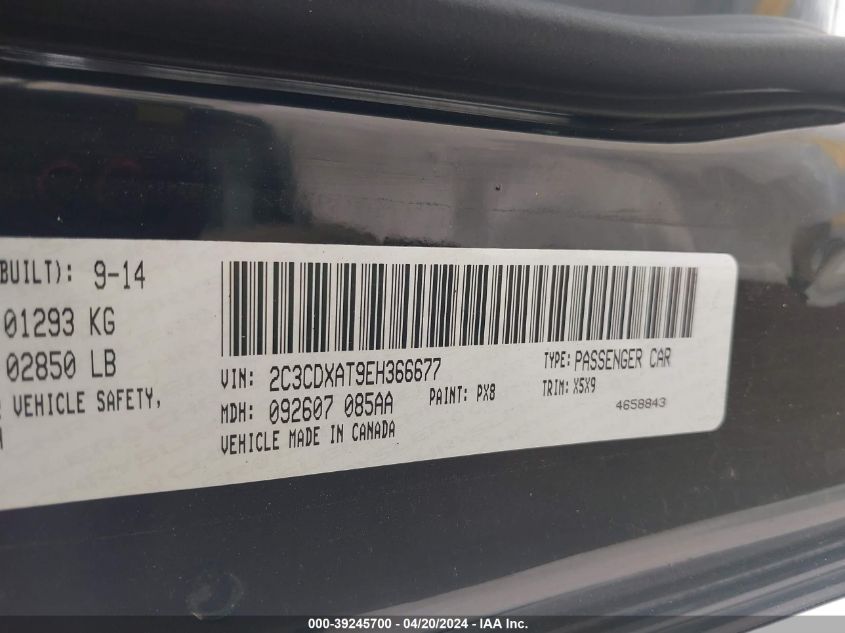 (BUILT): 9-14
01293 KG
02850 LB
VEHICLE SAFETY,
VIN: 2C3CDXAT9EH366677
TYPE: PASSENGER CAR
MDH: 092607 085AA
PAINT: PX8
TRIM: X5X9
VEHICLE MADE IN CANADA
4658843
000-39245700 - 04/20/2024 - IAA Inc.